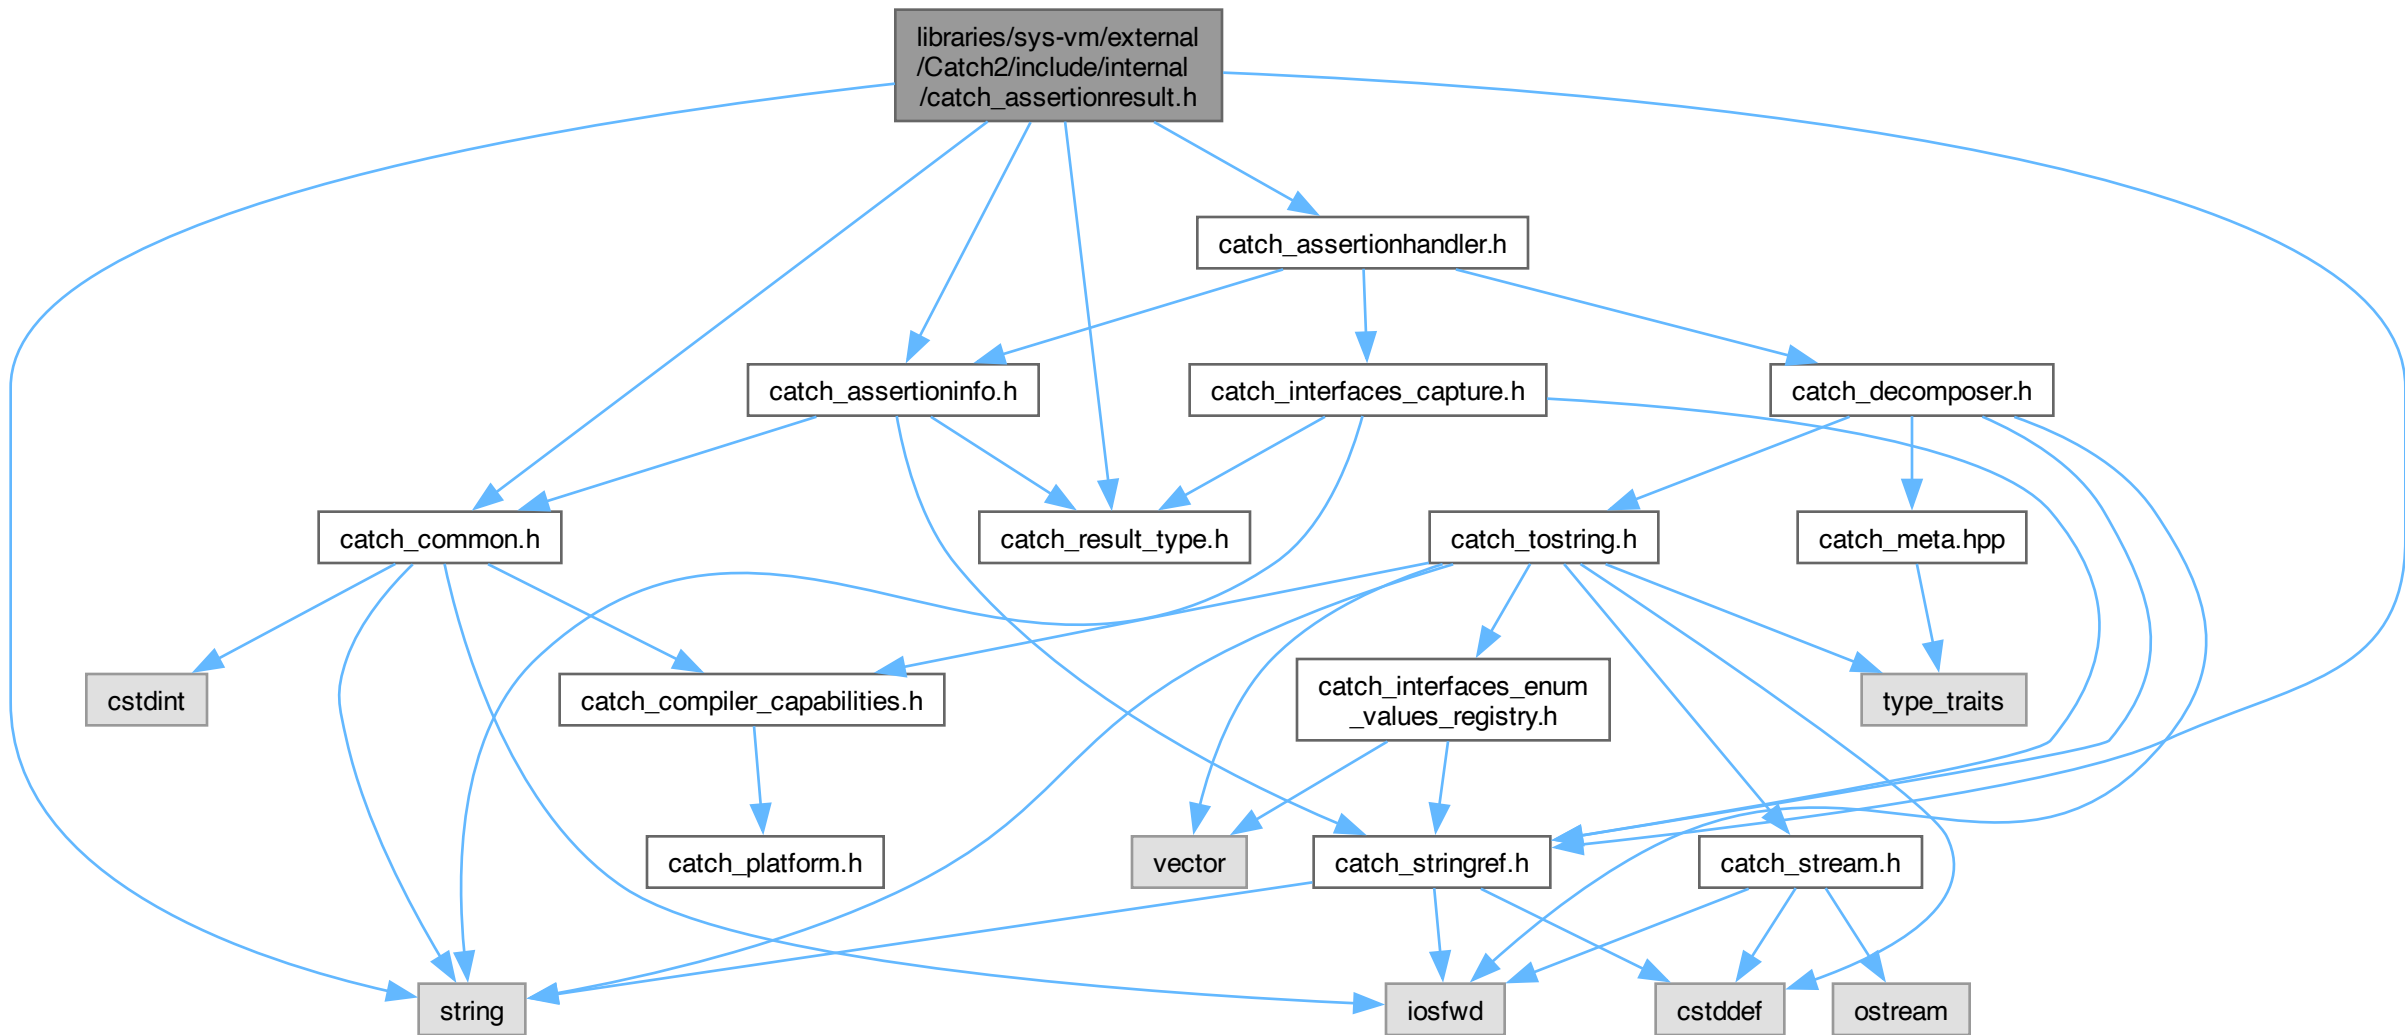 libraries/sys-vm/external
/Catch2/include/internal
/catch_assertionresult.h
catch_assertionhandler.h
catch_assertioninfo.h
catch_interfaces_capture.h
catch_decomposer.h
catch_common.h
catch_result_type.h
catch_tostring.h
catch_meta.hpp
cstdint
catch_compiler_capabilities.h
catch_interfaces_enum
_values_registry.h
type_traits
catch_platform.h
vector
catch_stringref.h
catch_stream.h
string
iosfwd
cstddef
ostream